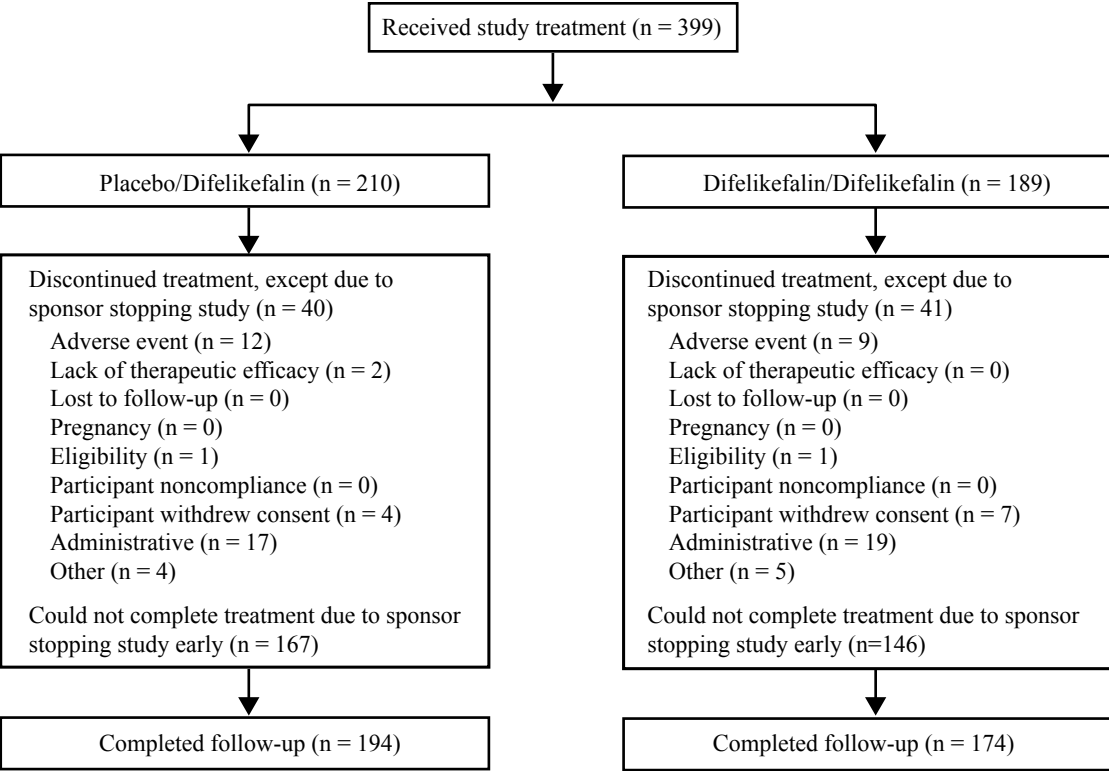 Received study treatment (n = 399)
Placebo/Difelikefalin (n = 210)
Discontinued treatment, except due to
sponsor stopping study (n = 40)
Adverse event (n = 12)
Lack of therapeutic efficacy (n = 2)
Lost to follow-up (n = 0)
Pregnancy (n = 0)
Eligibility (n = 1)
Participant noncompliance (n = 0)
Participant withdrew consent (n = 4)
Administrative (n = 17)
Other (n = 4)
Could not complete treatment due to sponsor
stopping study early (n = 167)
Completed follow-up (n = 194)
Difelikefalin/Difelikefalin (n = 189)
Discontinued treatment, except due to
sponsor stopping study (n = 41)
Adverse event (n = 9)
Lack of therapeutic efficacy (n = 0)
Lost to follow-up (n = 0)
Pregnancy (n = 0)
Eligibility (n = 1)
Participant noncompliance (n = 0)
Participant withdrew consent (n = 7)
Administrative (n = 19)
Other (n = 5)
Could not complete treatment due to sponsor
stopping study early (n=146)
Completed follow-up (n = 174)